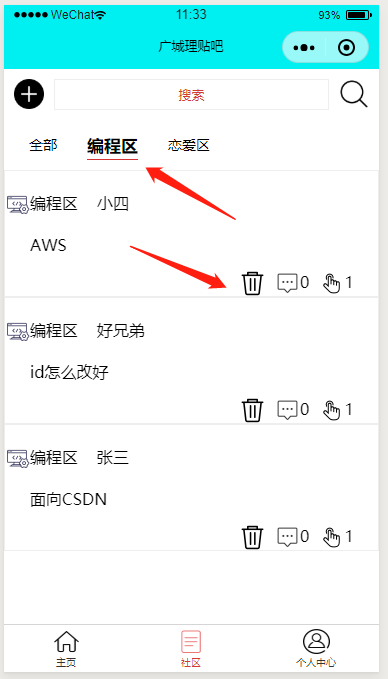 WeChat 11:33 93%
广城理贴吧
搜索
全部 编程区 恋爱区
编程区 小四
AWS
0 1
编程区 好兄弟
id怎么改好
0 1
编程区 张三
面向CSDN
0 1
主页 社区 个人中心